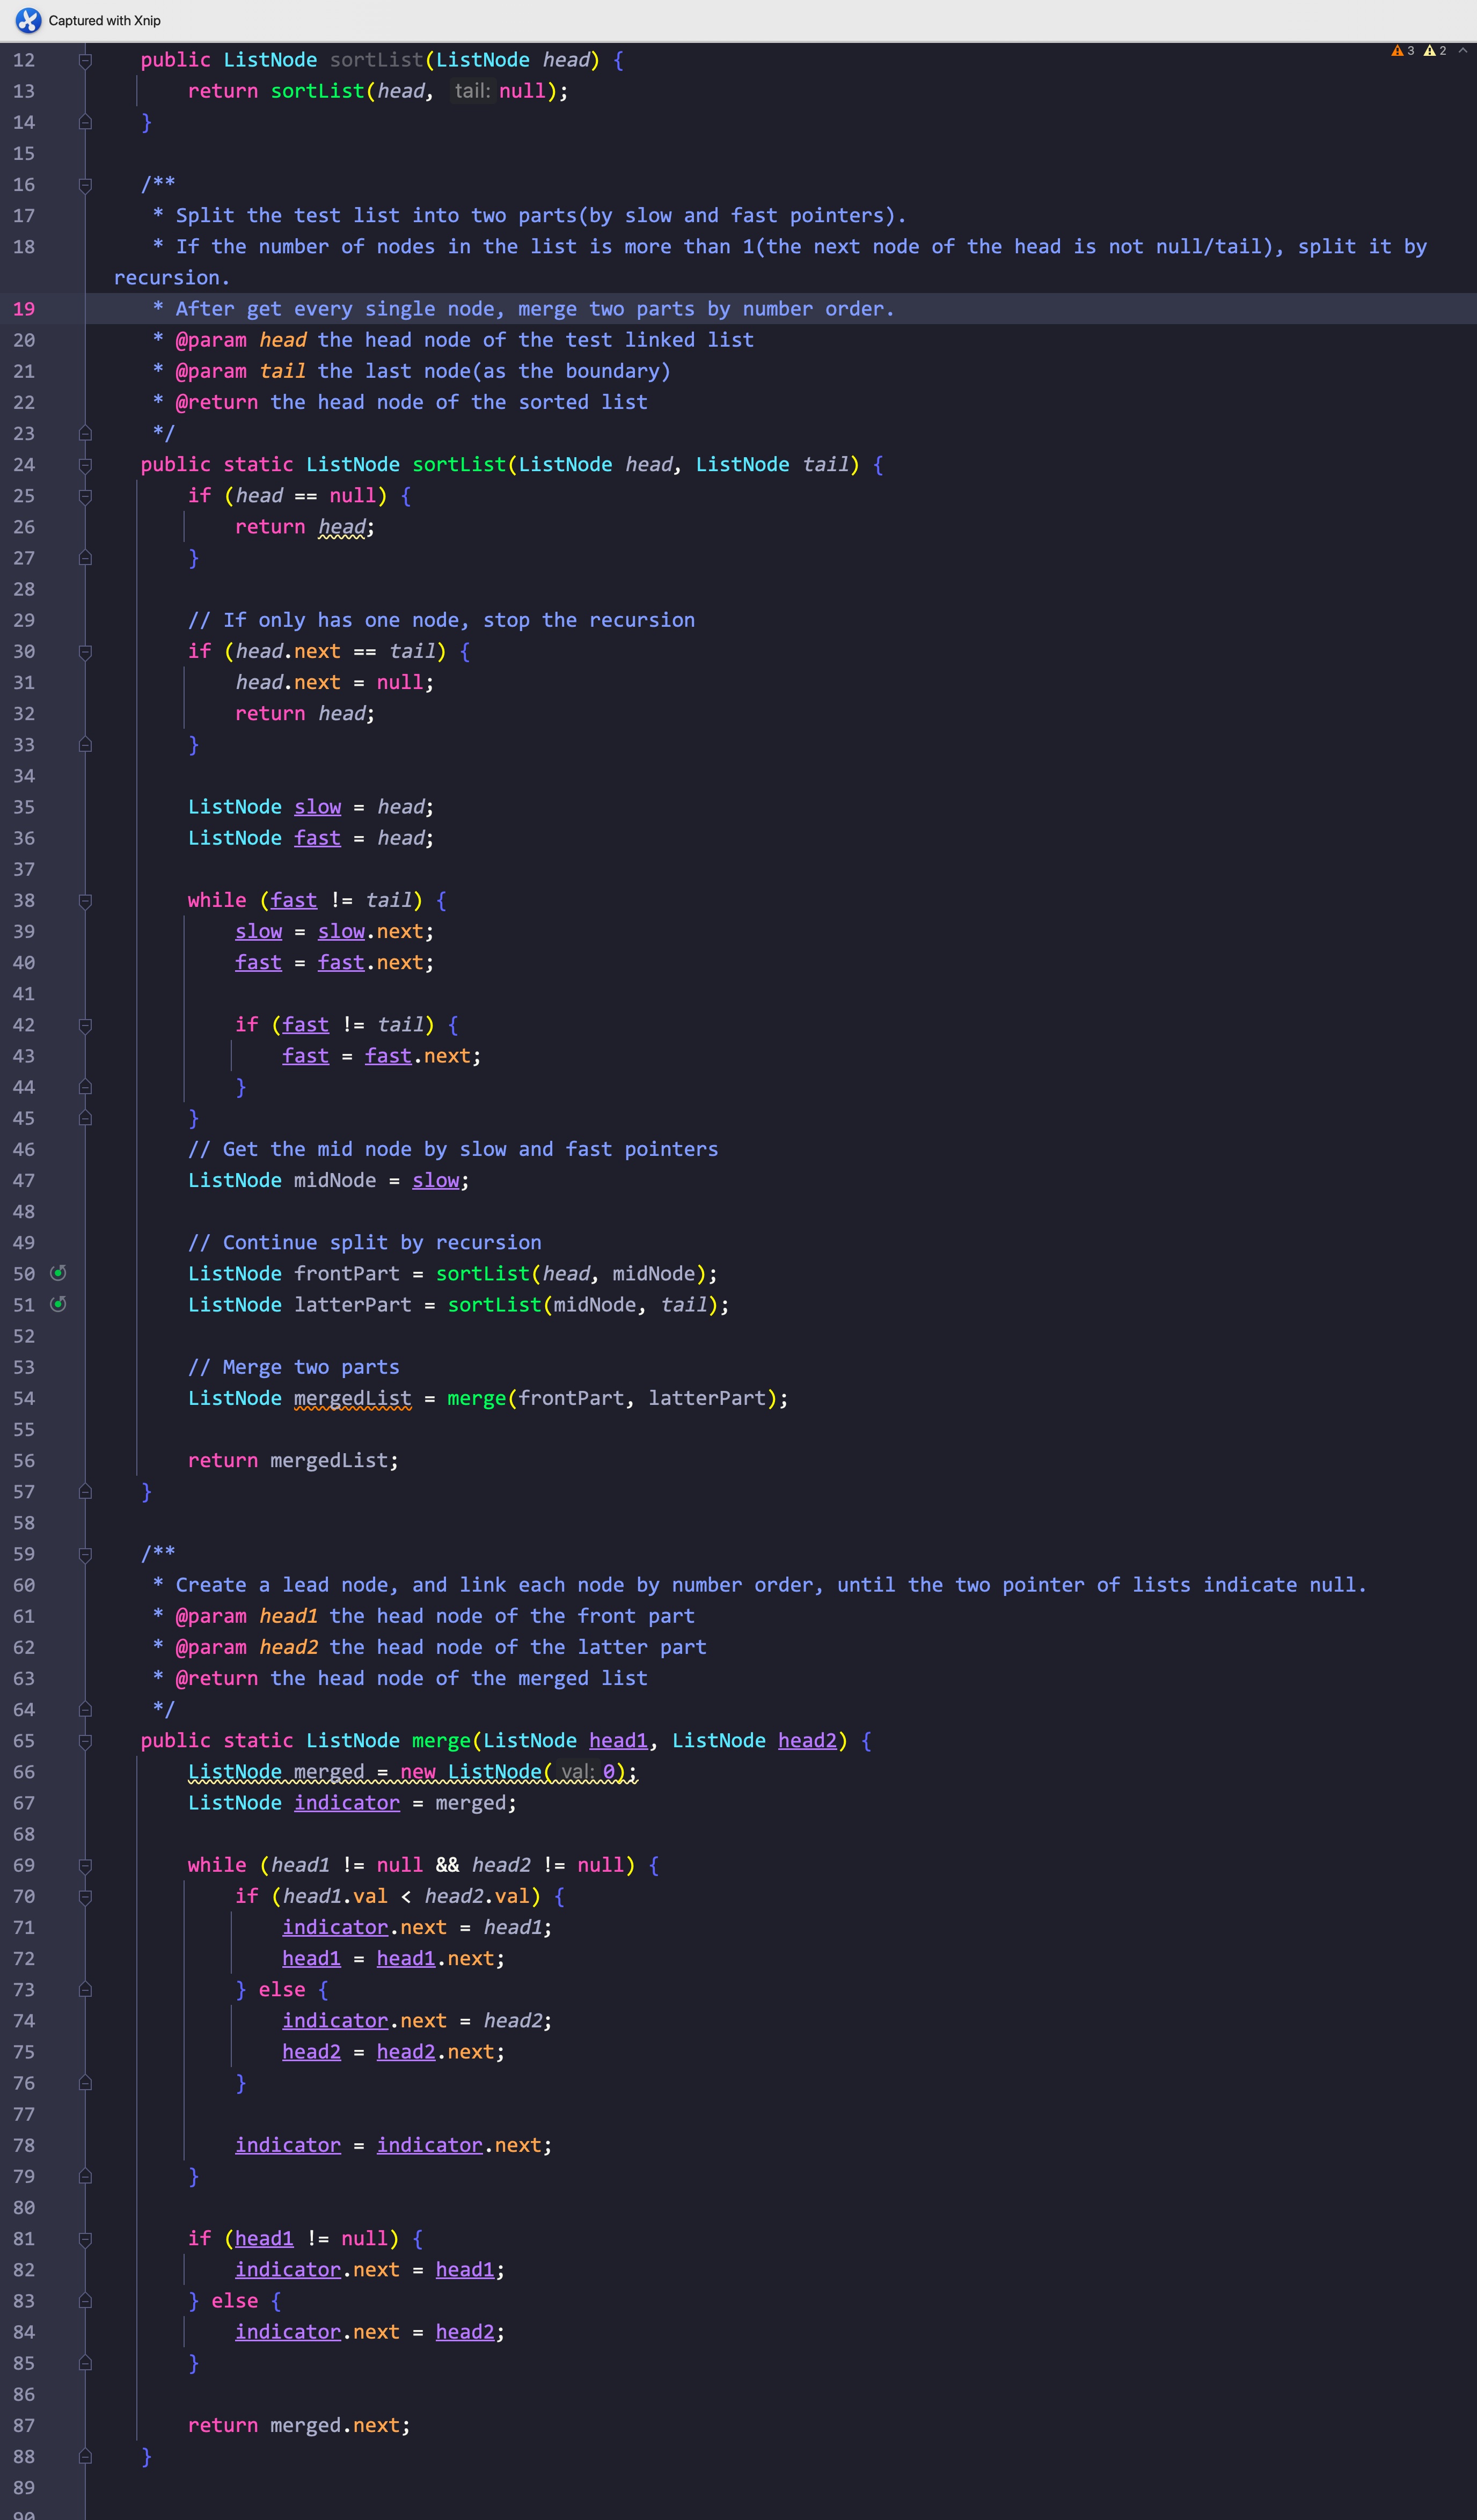 Captured with Xnip
3 2
12 public ListNode sortList(ListNode head) {
13 return sortList(head, tail: null);
14 }
15
16 /**
17 * Split the test list into two parts(by slow and fast pointers).
18 * If the number of nodes in the list is more than 1(the next node of the head is not null/tail), split it by
recursion.
19 * After get every single node, merge two parts by number order.
20 * @param head the head node of the test linked list
21 * @param tail the last node(as the boundary)
22 * @return the head node of the sorted list
23 */
24 public static ListNode sortList(ListNode head, ListNode tail) {
25 if (head == null) {
26 return head;
27 }
28
29 // If only has one node, stop the recursion
30 if (head.next == tail) {
31 head.next = null;
32 return head;
33 }
34
35 ListNode slow = head;
36 ListNode fast = head;
37
38 while (fast != tail) {
39 slow = slow.next;
40 fast = fast.next;
41
42 if (fast != tail) {
43 fast = fast.next;
44 }
45 }
46 // Get the mid node by slow and fast pointers
47 ListNode midNode = slow;
48
49 // Continue split by recursion
50 ListNode frontPart = sortList(head, midNode);
51 ListNode latterPart = sortList(midNode, tail);
52
53 // Merge two parts
54 ListNode mergedList = merge(frontPart, latterPart);
55
56 return mergedList;
57 }
58
59 /**
60 * Create a lead node, and link each node by number order, until the two pointer of lists indicate null.
61 * @param head1 the head node of the front part
62 * @param head2 the head node of the latter part
63 * @return the head node of the merged list
64 */
65 public static ListNode merge(ListNode head1, ListNode head2) {
66 ListNode merged = new ListNode( val: 0);
67 ListNode indicator = merged;
68
69 while (head1 != null && head2 != null) {
70 if (head1.val < head2.val) {
71 indicator.next = head1;
72 head1 = head1.next;
73 } else {
74 indicator.next = head2;
75 head2 = head2.next;
76 }
77
78 indicator = indicator.next;
79 }
80
81 if (head1 != null) {
82 indicator.next = head1;
83 } else {
84 indicator.next = head2;
85 }
86
87 return merged.next;
88 }
89
90